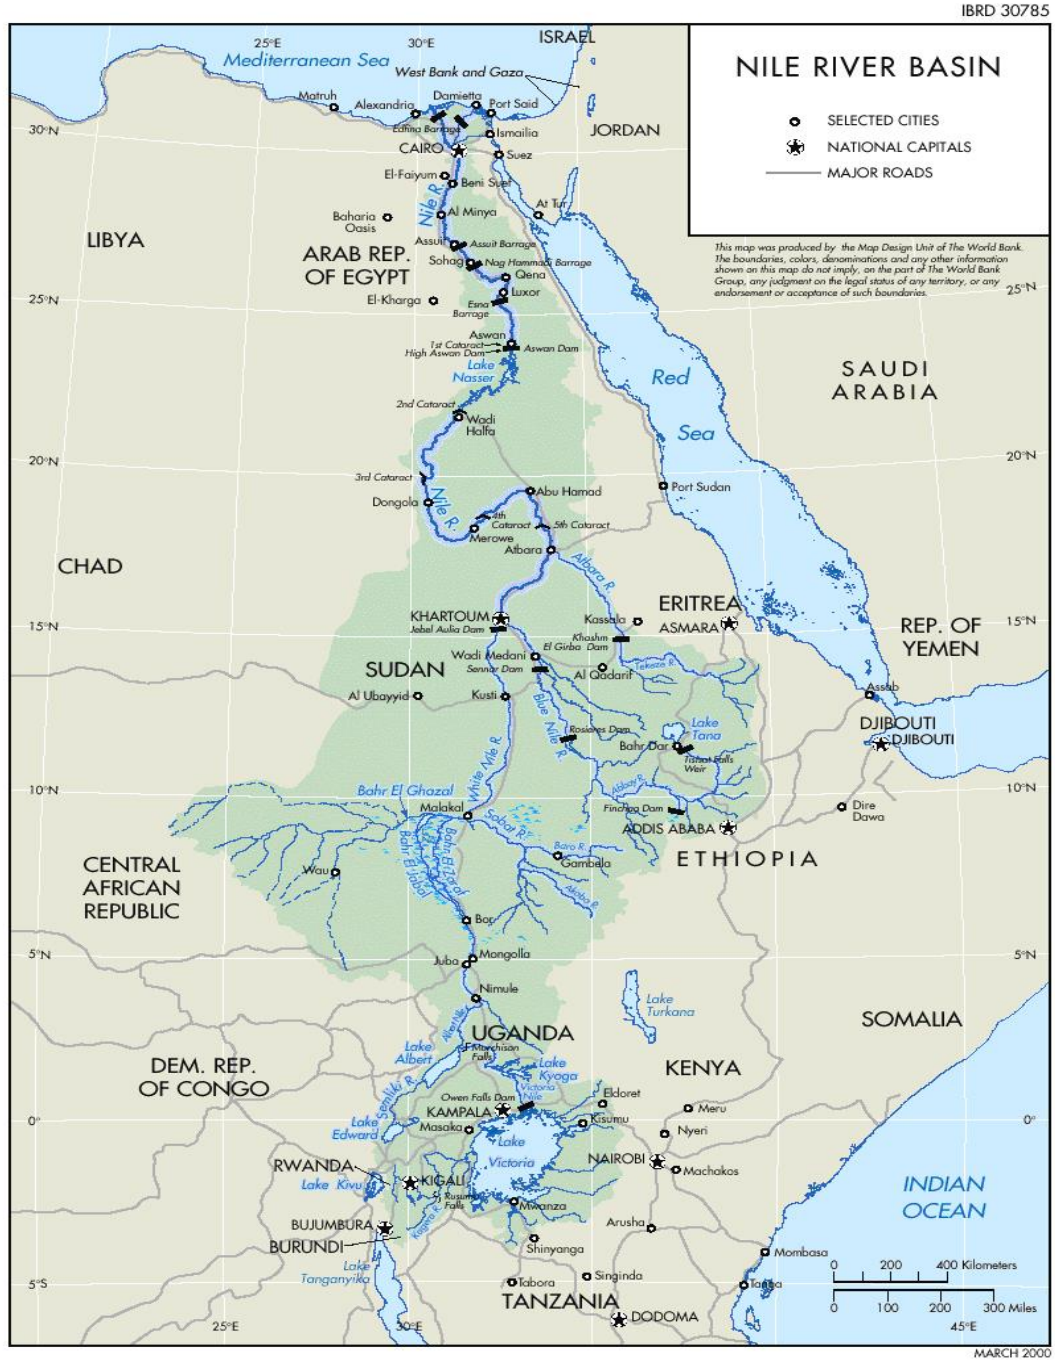 IBRD 30785
25°E
30°E
ISRAEL
Mediterranean Sea
West Bank and Gaza
NILE RIVER BASIN
SELECTED CITIES
NATIONAL CAPITALS
MAJOR ROADS
Matruh
Alexandria
Damietta
Port Said
30°N
Edfina Barrage
Ismailia
JORDAN
CAIRO
Suez
El-Faiyum
Beni Suef
Nile R.
Baharia
Oasis
Al Minya
At Tur
LIBYA
ARAB REP.
OF EGYPT
Assuit
Assuit Barrage
Sohag
Nag Hammadi Barrage
Qena
This map was produced by the Map Design Unit of The World Bank.
The boundaries, colors, denominations and any other information
shown on this map do not imply, on the part of The World Bank
Group, any judgment on the legal status of any territory, or any
endorsement or acceptance of such boundaries.
25°N
25°N
El-Kharga
Luxor
Esna
Barrage
Aswan
1st Cataract
High Aswan Dam
Aswan Dam
Lake
Nasser
Red
Sea
SAUDI
ARABIA
2nd Cataract
Wadi
Halfa
20°N
20°N
3rd Cataract
Nile R.
Dongola
Abu Hamad
Port Sudan
4th
Cataract
5th Cataract
Merowe
Atbara
CHAD
Atbara R.
KHARTOUM
Jebel Aulia Dam
Kassala
ERITREA
ASMARA
15°N
15°N
REP. OF
YEMEN
Khashm
El Girba Dam
Wadi Medani
Sennar Dam
SUDAN
Al Qadarif
Tekeze R.
Al Ubayyid
Kusti
Assab
Blue Nile R.
Rosieres Dam
Lake
Tana
Bahr Dar
Tissisat Falls
Weir
DJIBOUTI
DJIBOUTI
White Nile R.
10°N
10°N
Bahr El Ghazal
Abbay R.
Malakal
Finchaa Dam
Dire
Dawa
Sobat R.
ADDIS ABABA
Bahr El Jabal
Bahr El Zaraf
Baro R.
Gambela
ETHIOPIA
CENTRAL
AFRICAN
REPUBLIC
Wau
Akobo R.
Bor
5°N
5°N
Mongolla
Juba
Nimule
Lake
Turkana
Albert Nile
UGANDA
SOMALIA
Murchison
Falls
Lake
Albert
DEM. REP.
OF CONGO
Lake
Kyoga
KENYA
Semliki R.
Victoria
Nile
Owen Falls Dam
KAMPALA
Eldoret
Meru
0°
0°
Lake
Edward
Masaka
Kisumu
Nyeri
Lake
Victoria
NAIROBI
Machakos
RWANDA
KIGALI
Lake Kivu
Rusumo
Falls
INDIAN
OCEAN
Kagera R.
Mwanza
BUJUMBURA
BURUNDI
Arusha
Shinyanga
Mombasa
Lake
Tanganyika
5°S
Tabora
Singinda
Tanga
TANZANIA
DODOMA
0 200 400 Kilometers
0 100 200 300 Miles
25°E
30°E
45°E
MARCH 2000